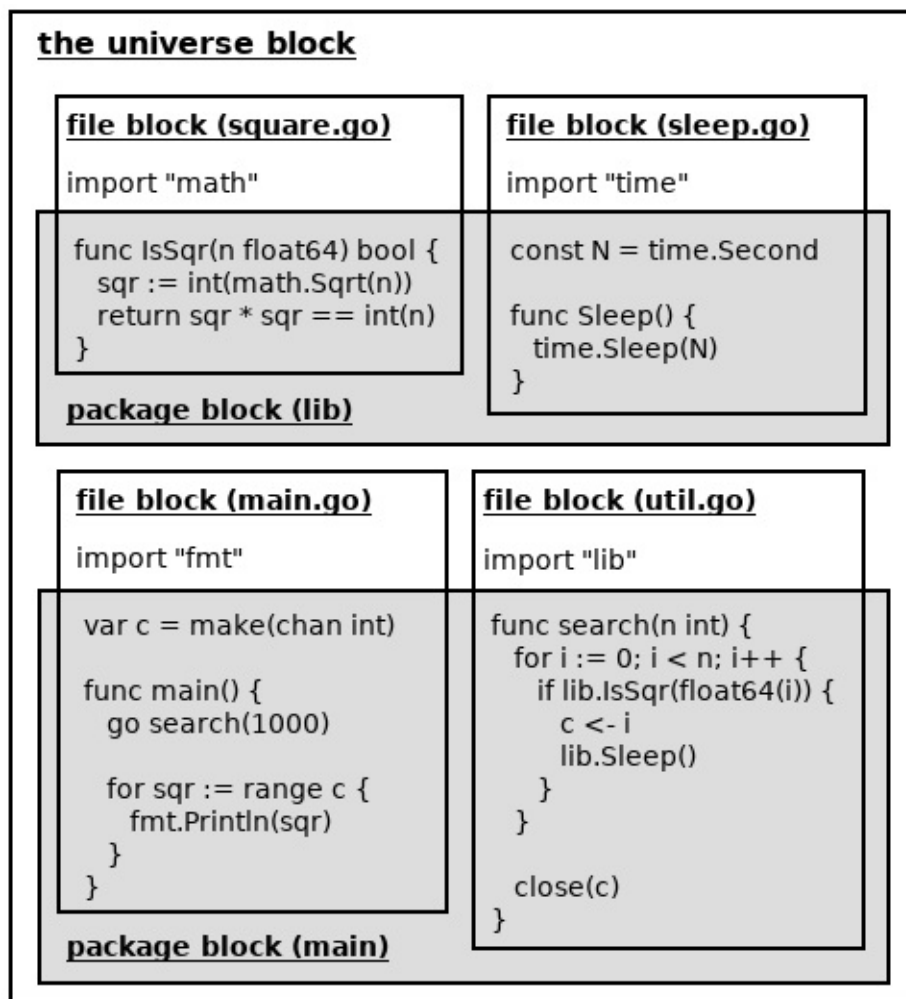 the universe block
file block (square.go)
import "math"
func IsSqr(n float64) bool {
sqr := int(math.Sqrt(n))
return sqr * sqr == int(n)
}
file block (sleep.go)
import "time"
const N = time.Second
func Sleep() {
time.Sleep(N)
}
package block (lib)
file block (main.go)
import "fmt"
var c = make(chan int)
func main() {
go search(1000)
for sqr := range c {
fmt.Println(sqr)
}
}
file block (util.go)
import "lib"
func search(n int) {
for i := 0; i < n; i++ {
if lib.IsSqr(float64(i)) {
c <- i
lib.Sleep()
}
}
close(c)
}
package block (main)